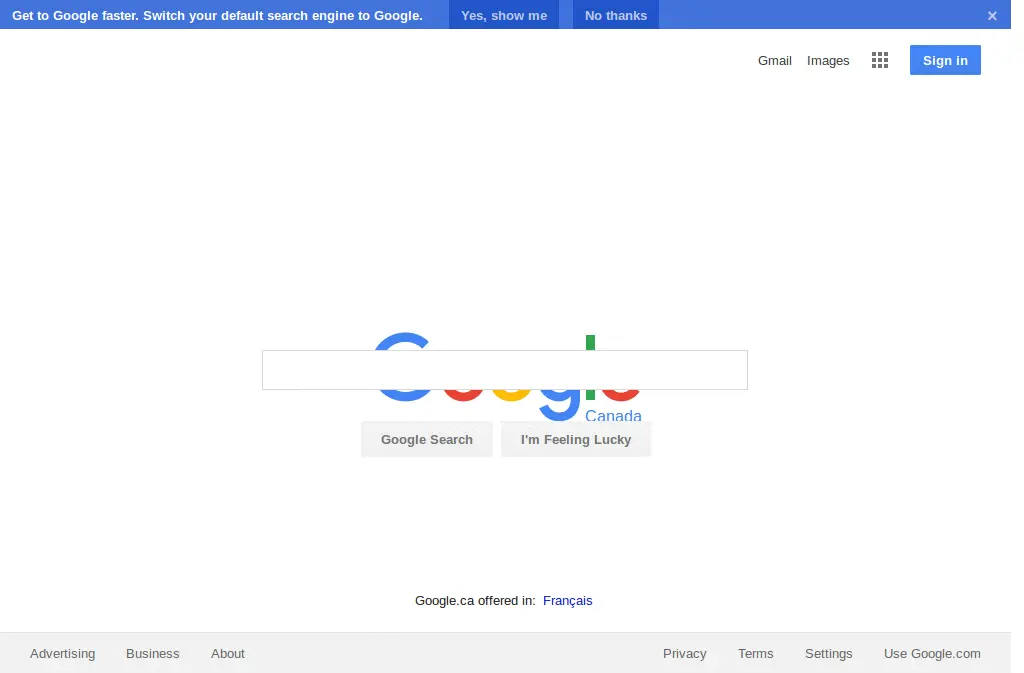 Get to Google faster. Switch your default search engine to Google. Yes, show me No thanks ×
Gmail Images Sign in
Google
Canada
Google Search I'm Feeling Lucky
Google.ca offered in: Français
Advertising Business About Privacy Terms Settings Use Google.com